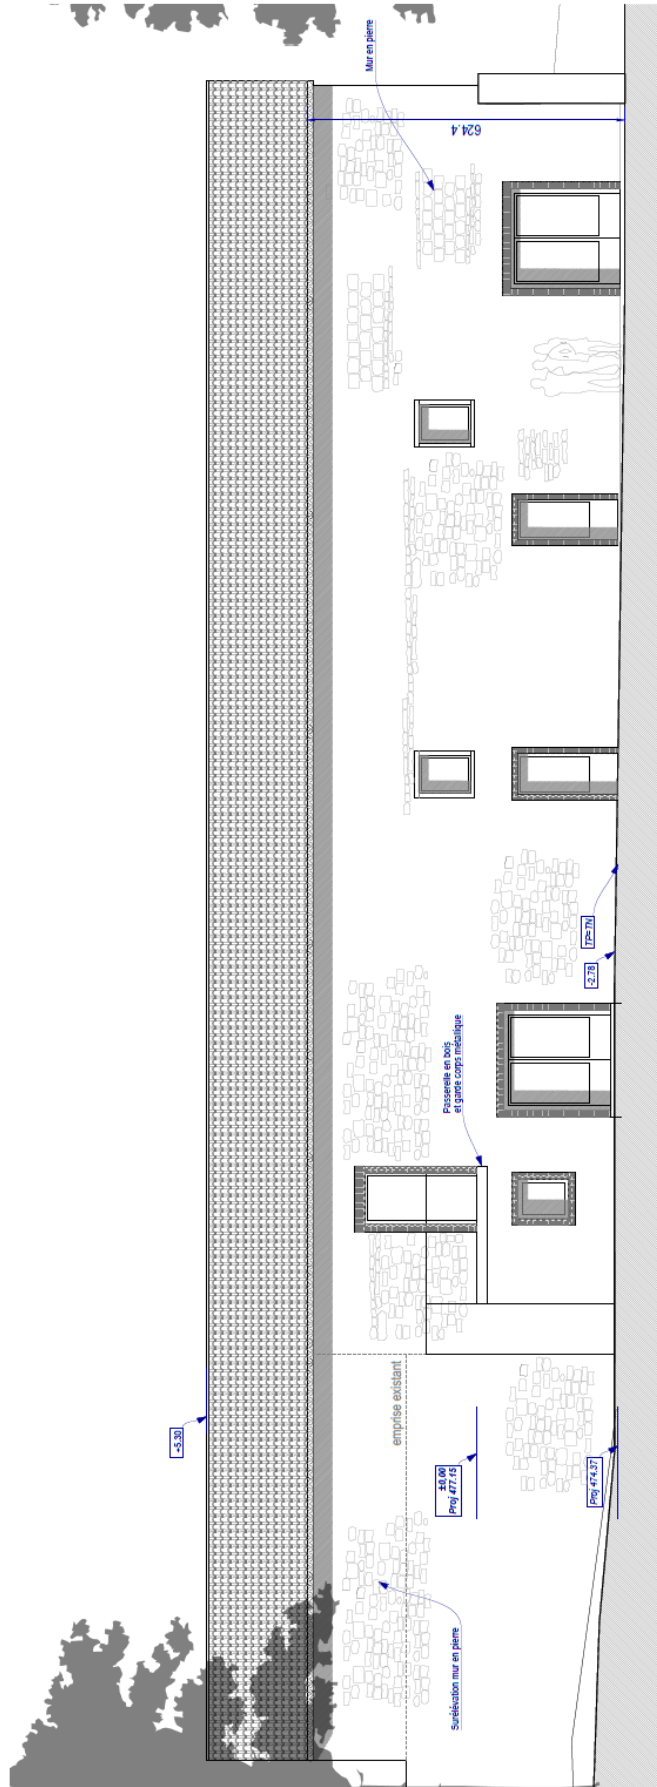 Mur en pierre
624.4
TP=TN
-2.78
Passerelle en bois
et garde corps métallique
+5.30
emprise existant
±0,00
Proj 477.15
Proj 474.37
Surélévation mur en pierre